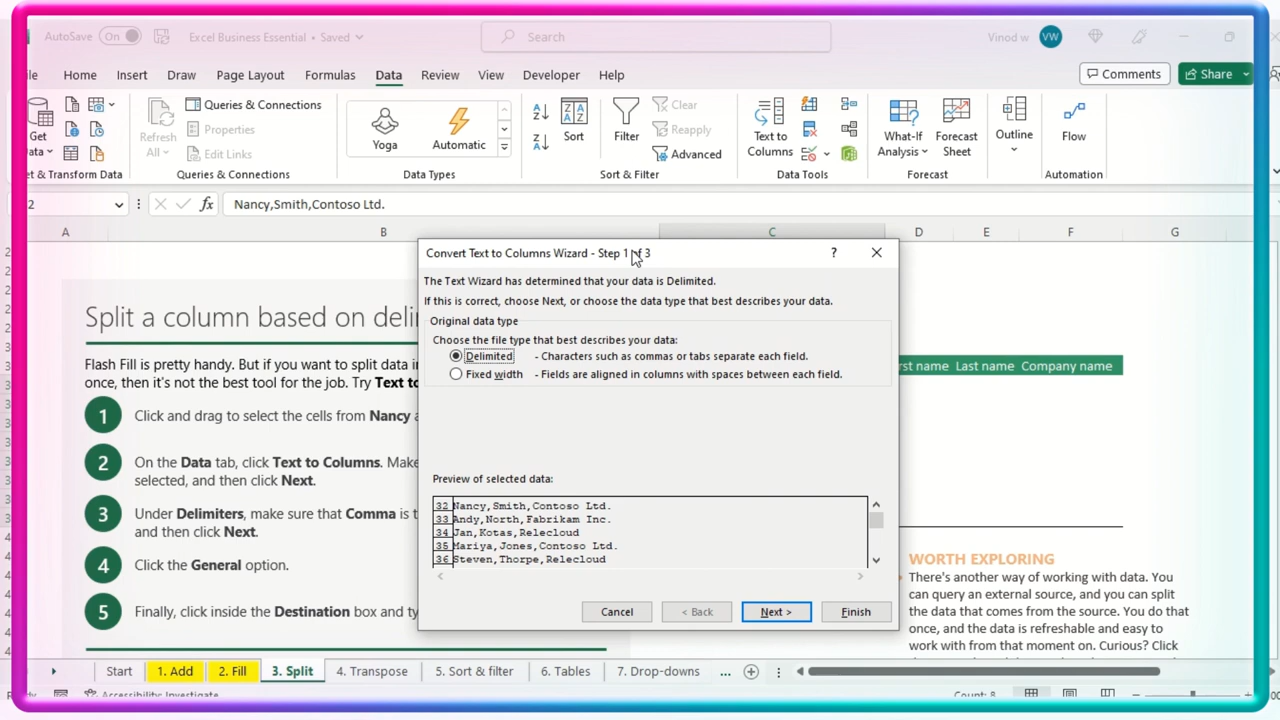 AutoSave On Excel Business Essential • Saved Search Vinod w VW
Home Insert Draw Page Layout Formulas Data Review View Developer Help Comments Share
Get Data
Refresh All
Queries & Connections
Properties
Edit Links
Yoga
Automatic
Sort
Filter
Clear
Reapply
Advanced
Text to Columns
What-If Analysis
Forecast Sheet
Outline
Flow
t & Transform Data Queries & Connections Data Types Sort & Filter Data Tools Forecast Automation
2 fx Nancy,Smith,Contoso Ltd.
A B C D E F G
Split a column based on
Flash Fill is pretty handy. But if you want to split data
once, then it's not the best tool for the job. Try Text
1 Click and drag to select the cells from Nancy
2 On the Data tab, click Text to Columns.
selected, and then click Next.
3 Under Delimiters, make sure that Comma is
and then click Next.
4 Click the General option.
5 Finally, click inside the Destination box and
Convert Text to Columns Wizard - Step 1 of 3 ?
The Text Wizard has determined that your data is Delimited.
If this is correct, choose Next, or choose the data type that best describes your data.
Original data type
Choose the file type that best describes your data:
Delimited - Characters such as commas or tabs separate each field.
Fixed width - Fields are aligned in columns with spaces between each field.
Preview of selected data:
32 Nancy,Smith,Contoso Ltd.
33 Andy,North,Fabrikam Inc.
34 Jan,Kotas,Relecloud
35 Mariya,Jones,Contoso Ltd.
36 Steven,Thorpe,Relecloud
Cancel < Back Next > Finish
rst name Last name Company name
WORTH EXPLORING
There's another way of working with data. You
can query an external source, and you can split
the data that comes from the source. You do that
once, and the data is refreshable and easy to
work with from that moment on. Curious? Click
Start 1. Add 2. Fill 3. Split 4. Transpose 5. Sort & filter 6. Tables 7. Drop-downs ...
Accessibility: Investigate Count: 8